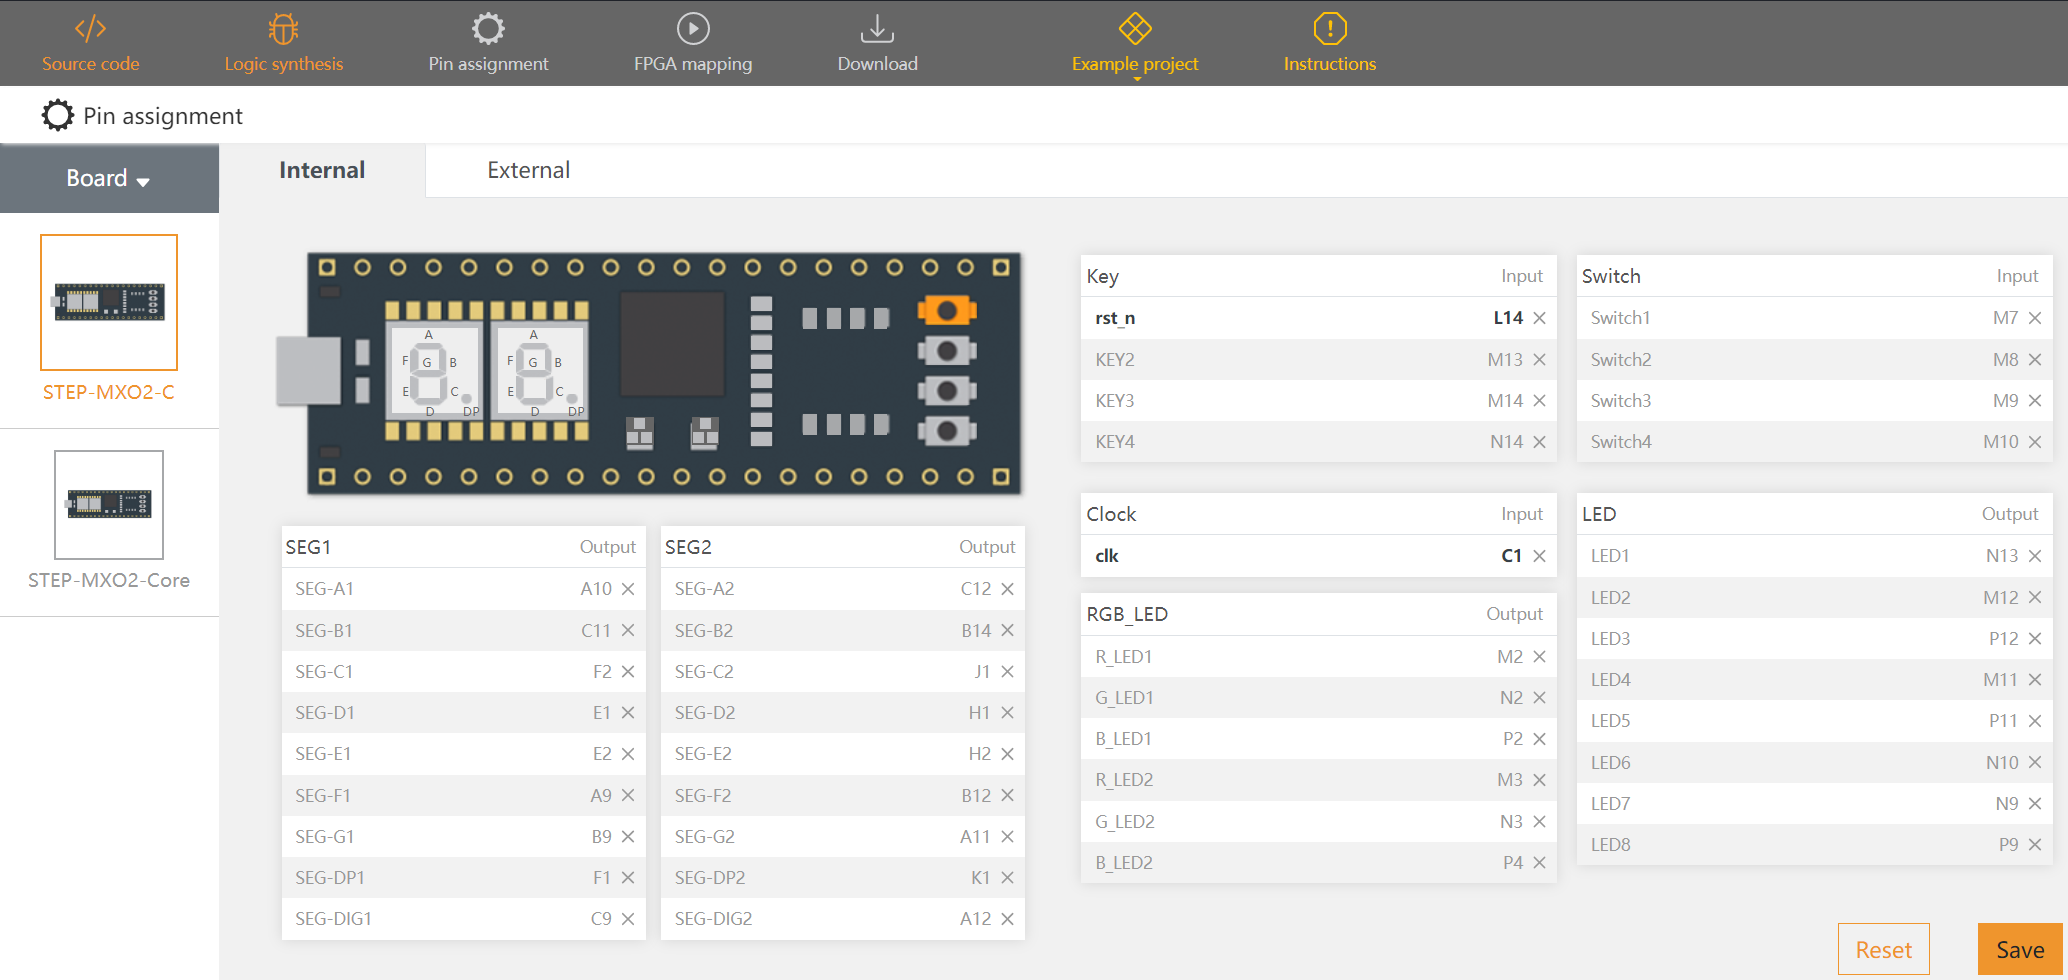 Source code
Logic synthesis
Pin assignment
FPGA mapping
Download
Example project
Instructions
Pin assignment
Board
STEP-MXO2-C
STEP-MXO2-Core
Internal
External
A
F G B
E C
D DP
A
F G B
E C
D DP
SEG1 Output
SEG-A1 A10
SEG-B1 C11
SEG-C1 F2
SEG-D1 E1
SEG-E1 E2
SEG-F1 A9
SEG-G1 B9
SEG-DP1 F1
SEG-DIG1 C9
SEG2 Output
SEG-A2 C12
SEG-B2 B14
SEG-C2 J1
SEG-D2 H1
SEG-E2 H2
SEG-F2 B12
SEG-G2 A11
SEG-DP2 K1
SEG-DIG2 A12
Key Input
rst_n L14
KEY2 M13
KEY3 M14
KEY4 N14
Clock Input
clk C1
RGB_LED Output
R_LED1 M2
G_LED1 N2
B_LED1 P2
R_LED2 M3
G_LED2 N3
B_LED2 P4
Switch Input
Switch1 M7
Switch2 M8
Switch3 M9
Switch4 M10
LED Output
LED1 N13
LED2 M12
LED3 P12
LED4 M11
LED5 P11
LED6 N10
LED7 N9
LED8 P9
Reset
Save